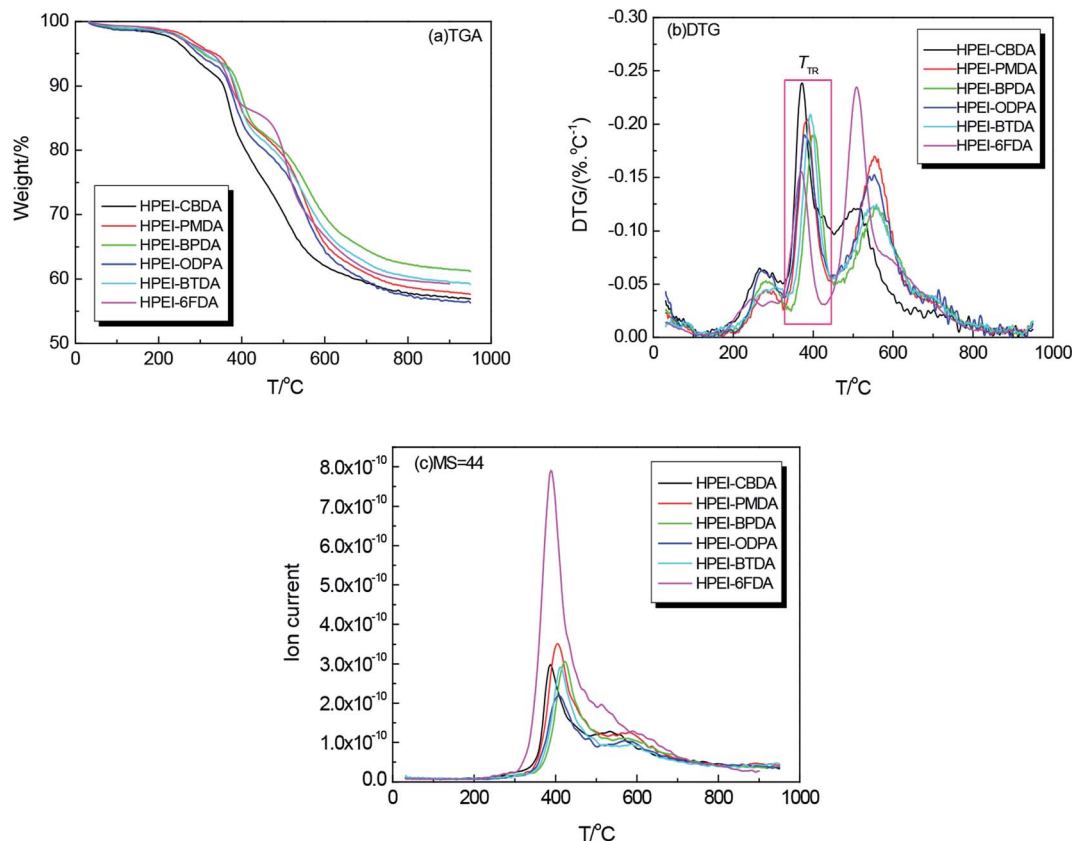 (a)TGA
100
90
80
70
60
50
Weight/%
HPEI-CBDA
HPEI-PMDA
HPEI-BPDA
HPEI-ODPA
HPEI-BTDA
HPEI-6FDA
0 200 400 600 800 1000
T/°C
(b)DTG
-0.30
-0.25
-0.20
-0.15
-0.10
-0.05
0.00
DTG/(%.°C⁻¹)
T_TR
HPEI-CBDA
HPEI-PMDA
HPEI-BPDA
HPEI-ODPA
HPEI-BTDA
HPEI-6FDA
0 200 400 600 800 1000
T/°C
(c)MS=44
8.0x10⁻¹⁰
7.0x10⁻¹⁰
6.0x10⁻¹⁰
5.0x10⁻¹⁰
4.0x10⁻¹⁰
3.0x10⁻¹⁰
2.0x10⁻¹⁰
1.0x10⁻¹⁰
0.0
Ion current
HPEI-CBDA
HPEI-PMDA
HPEI-BPDA
HPEI-ODPA
HPEI-BTDA
HPEI-6FDA
0 200 400 600 800 1000
T/°C